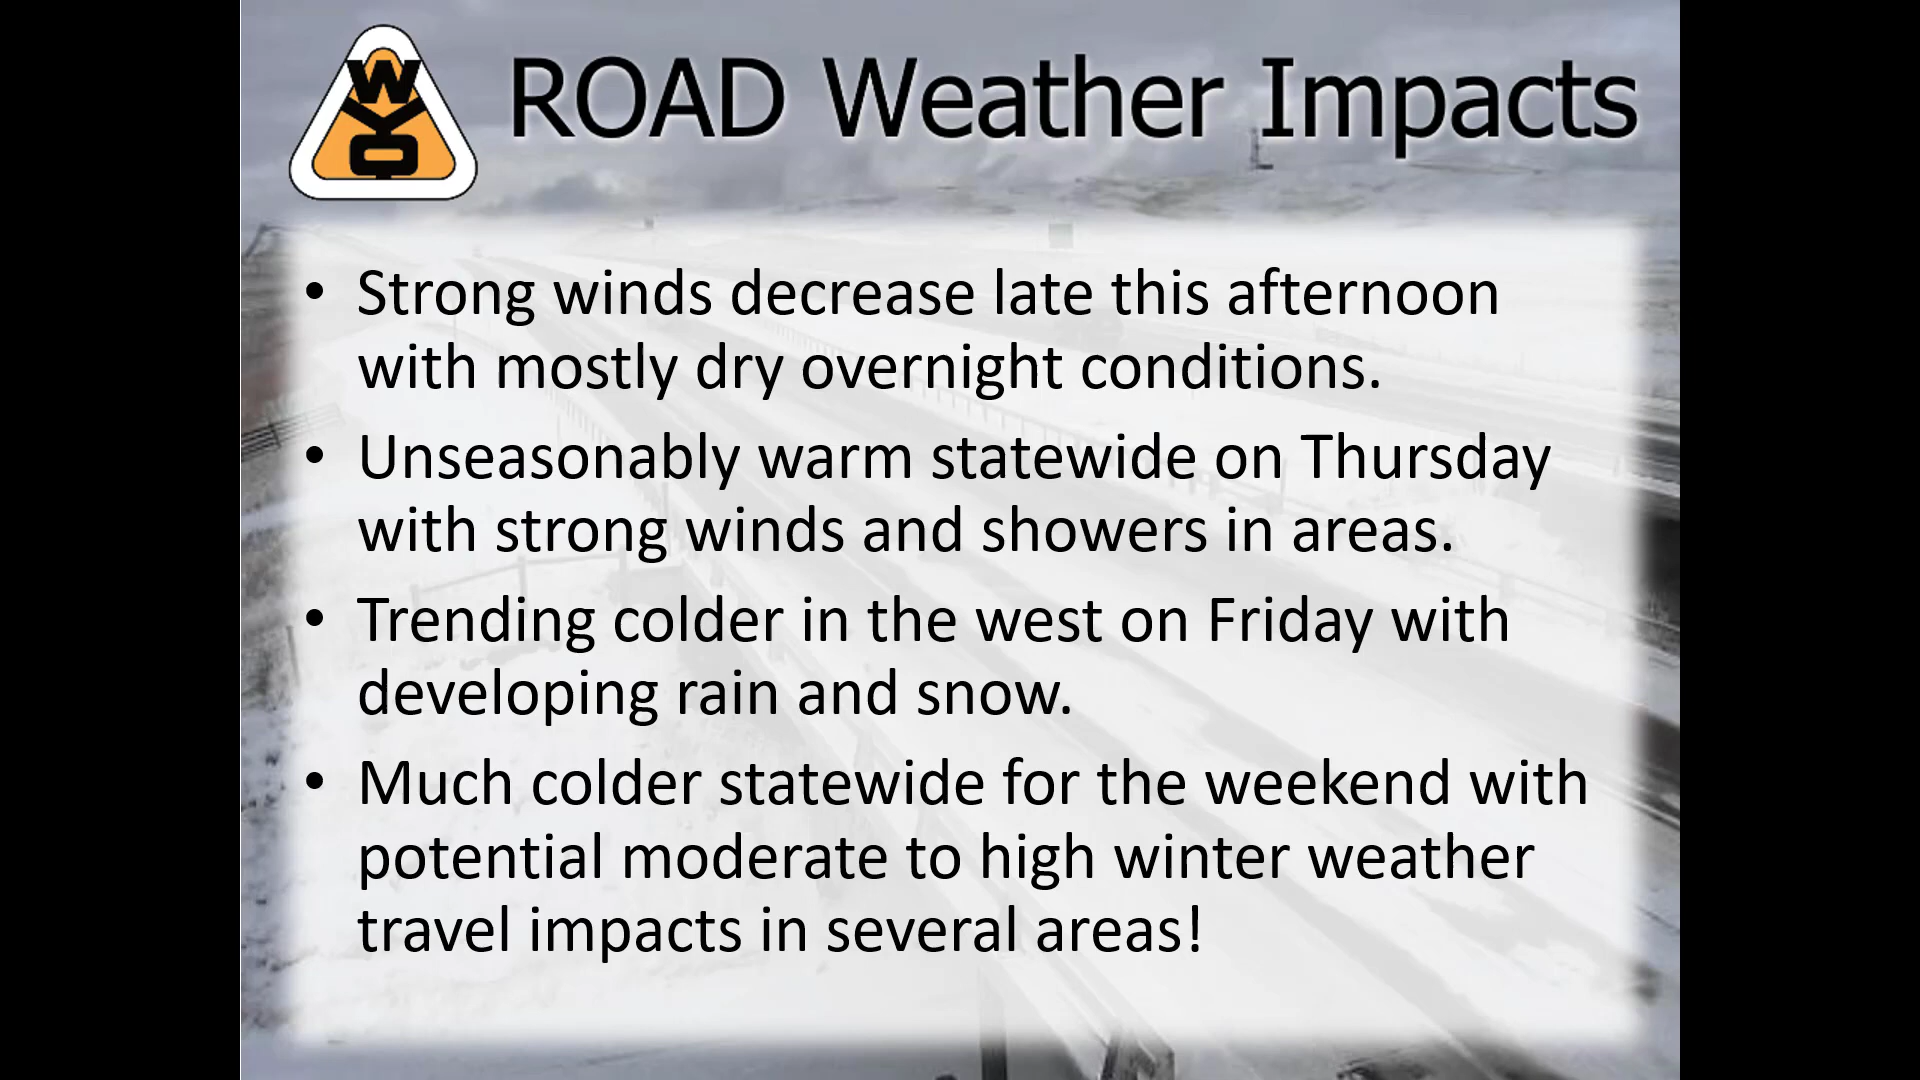 WYO
ROAD Weather Impacts
• Strong winds decrease late this afternoon
with mostly dry overnight conditions.
• Unseasonably warm statewide on Thursday
with strong winds and showers in areas.
• Trending colder in the west on Friday with
developing rain and snow.
• Much colder statewide for the weekend with
potential moderate to high winter weather
travel impacts in several areas!